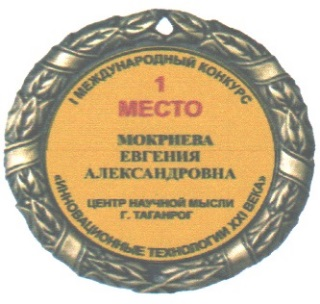 I МЕЖДУНАРОДНЫЙ КОНКУРС
1
МЕСТО
МОКРИЕВА
ЕВГЕНИЯ
АЛЕКСАНДРОВНА
ЦЕНТР НАУЧНОЙ МЫСЛИ
Г. ТАГАНРОГ
«ИННОВАЦИОННЫЕ ТЕХНОЛОГИИ XXI ВЕКА»